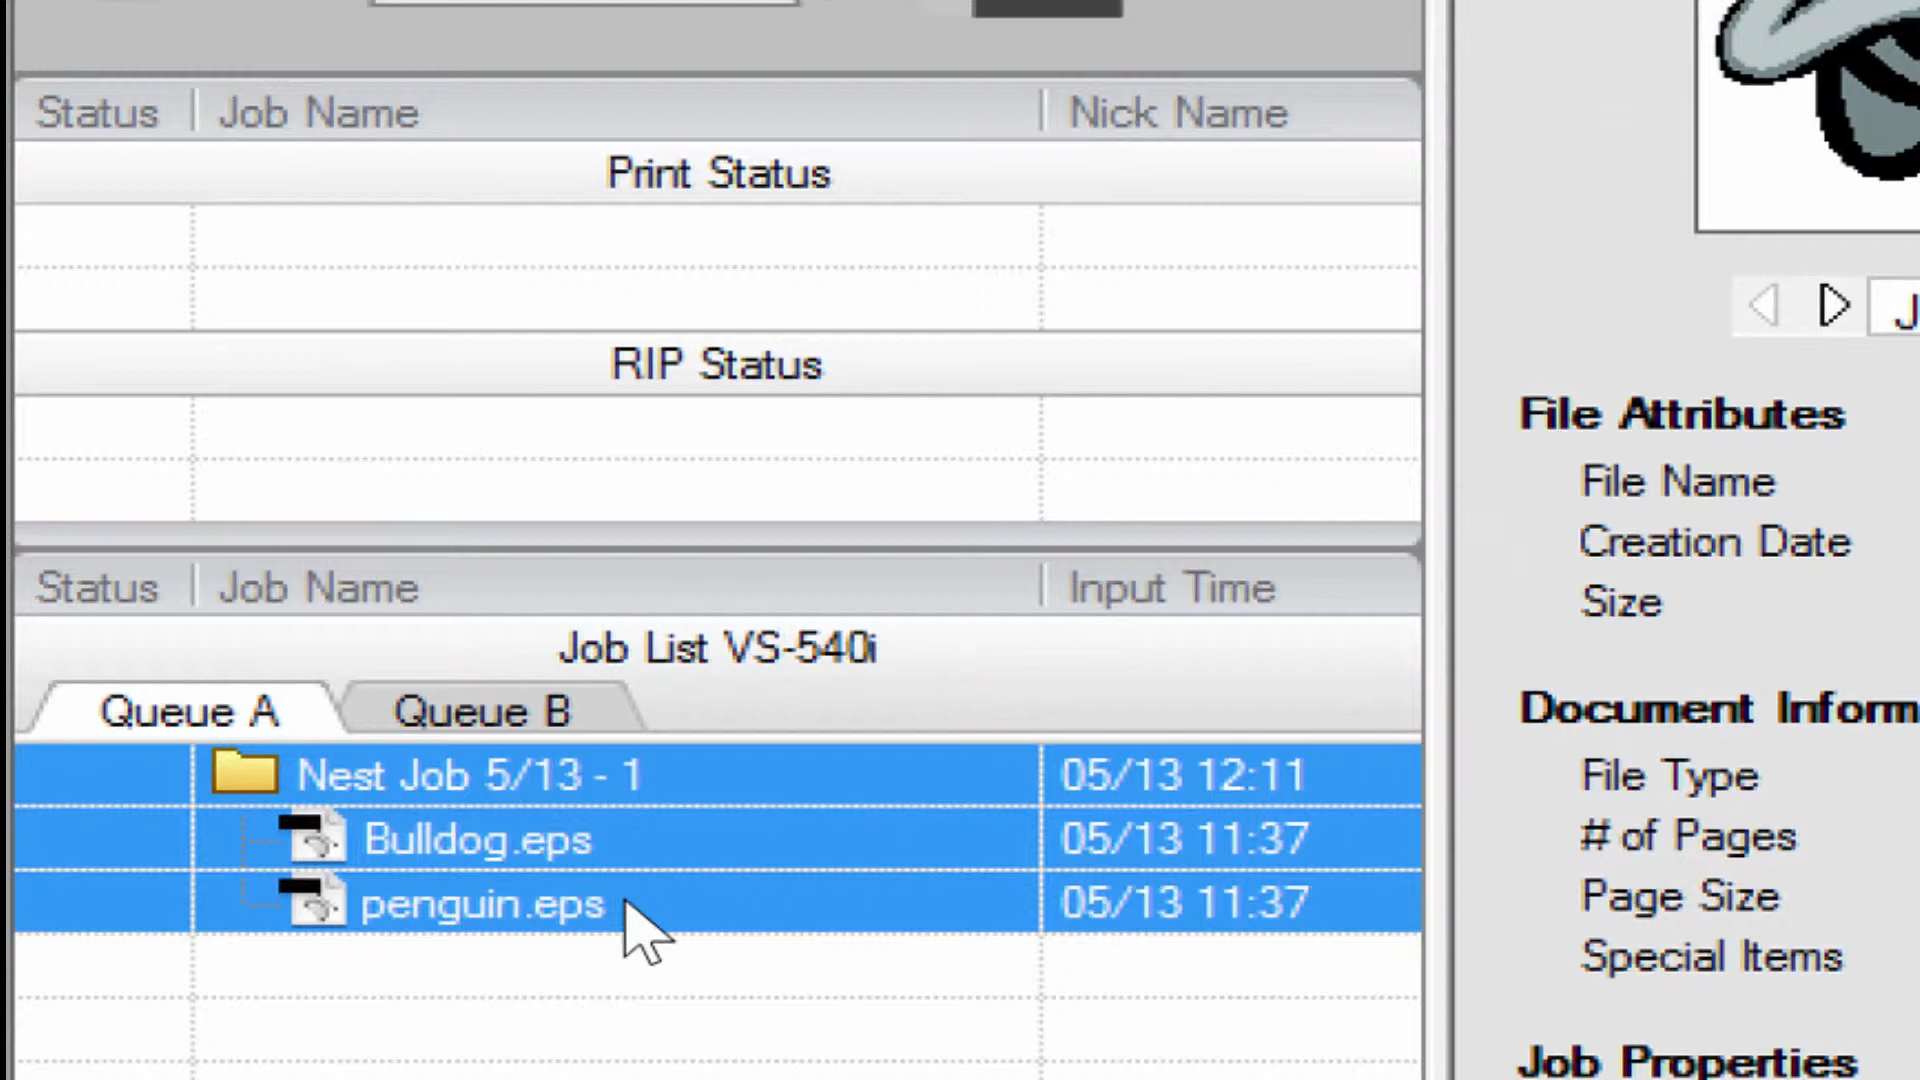 Status Job Name Nick Name
Print Status
RIP Status
Status Job Name Input Time
Job List VS-540i
Queue A Queue B
Nest Job 5/13 - 1 05/13 12:11
Bulldog.eps 05/13 11:37
penguin.eps 05/13 11:37
J
File Attributes
File Name
Creation Date
Size
Document Inform
File Type
# of Pages
Page Size
Special Items
Job Properties